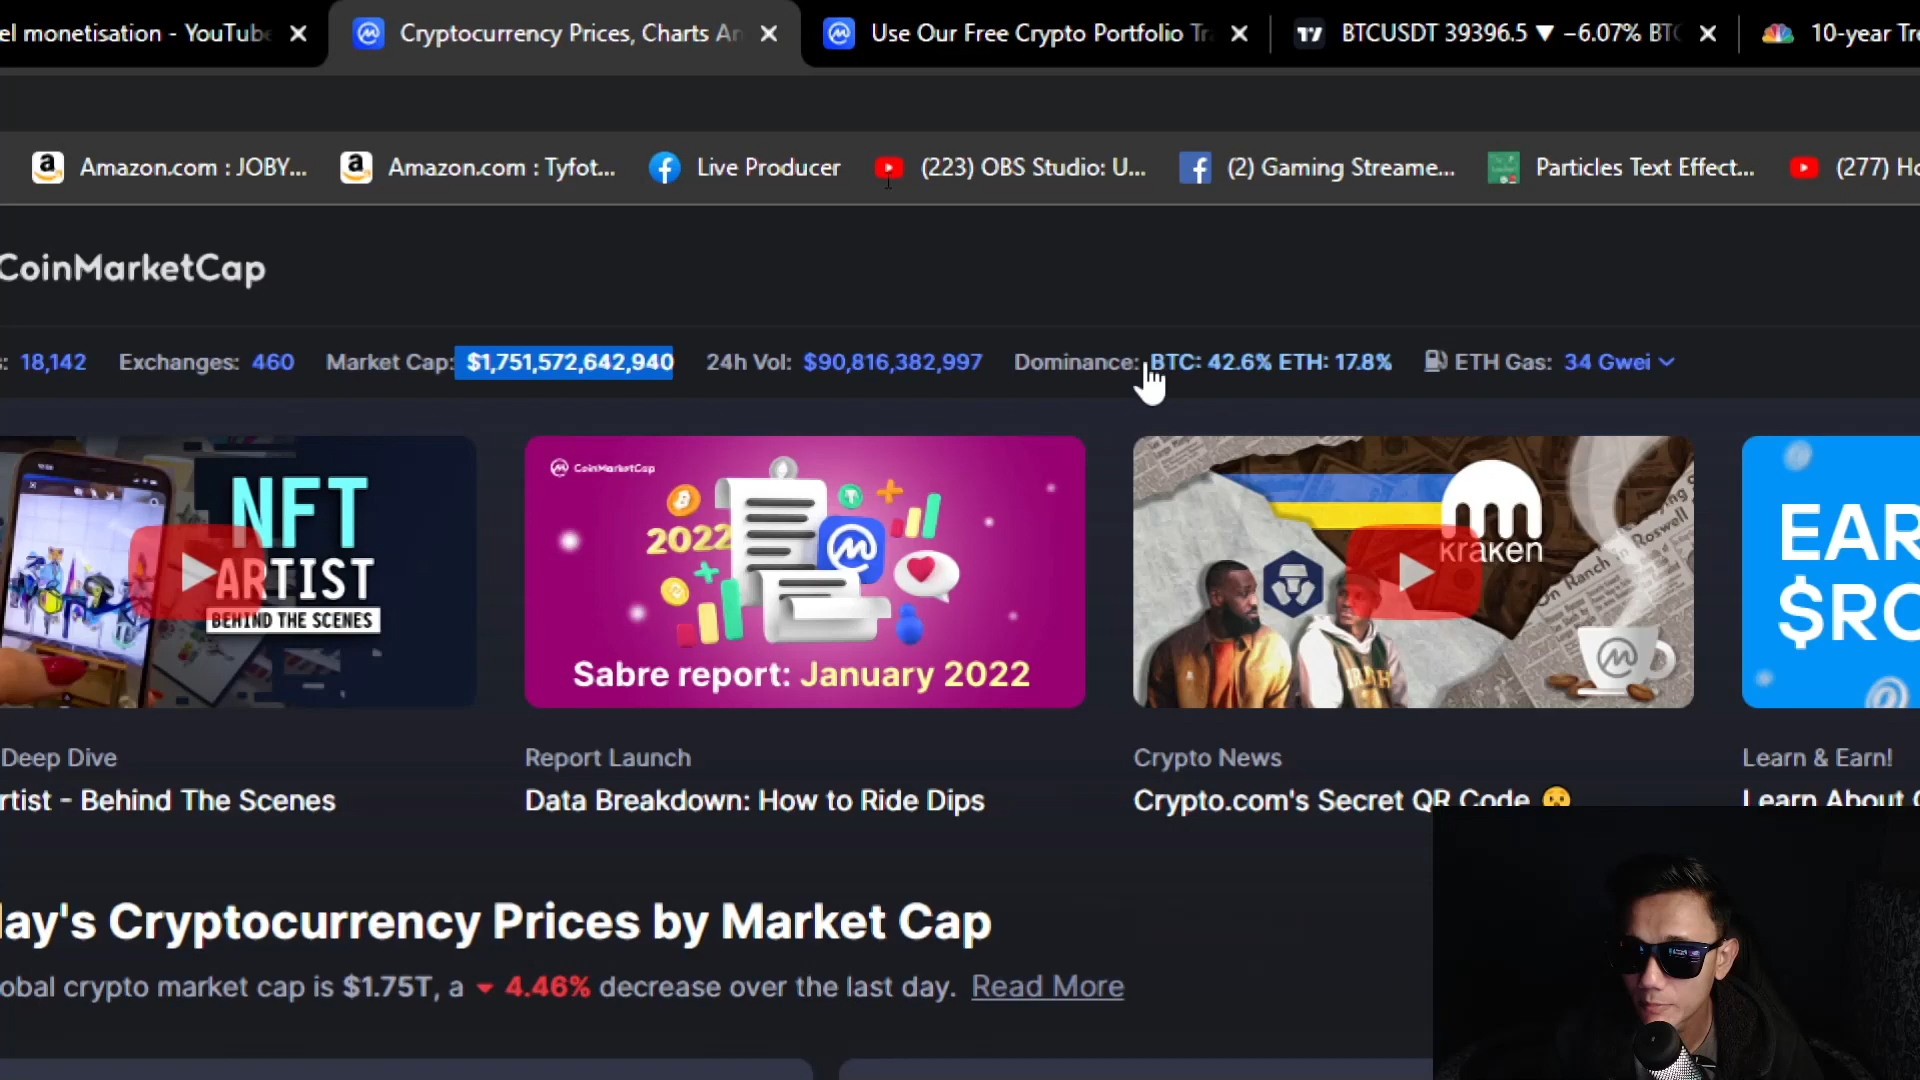 el monetisation - YouTube
Cryptocurrency Prices, Charts An
Use Our Free Crypto Portfolio Tr
BTCUSDT 39396.5 ▼ −6.07% BTC
10-year Tre
Amazon.com : JOBY...
Amazon.com : Tyfot...
Live Producer
(223) OBS Studio: U...
(2) Gaming Streame...
Particles Text Effect...
(277) Ho
CoinMarketCap
s: 18,142
Exchanges: 460
Market Cap: $1,751,572,642,940
24h Vol: $90,816,382,997
Dominance: BTC: 42.6% ETH: 17.8%
ETH Gas: 34 Gwei
NFT
ARTIST
BEHIND THE SCENES
CoinMarketCap
2022
Sabre report: January 2022
kraken
Ranch in Roswell
EAR
$RO
Deep Dive
rtist - Behind The Scenes
Report Launch
Data Breakdown: How to Ride Dips
Crypto News
Crypto.com's Secret QR Code 😯
Learn & Earn!
Learn About
day's Cryptocurrency Prices by Market Cap
obal crypto market cap is $1.75T, a ▼ 4.46% decrease over the last day. Read More